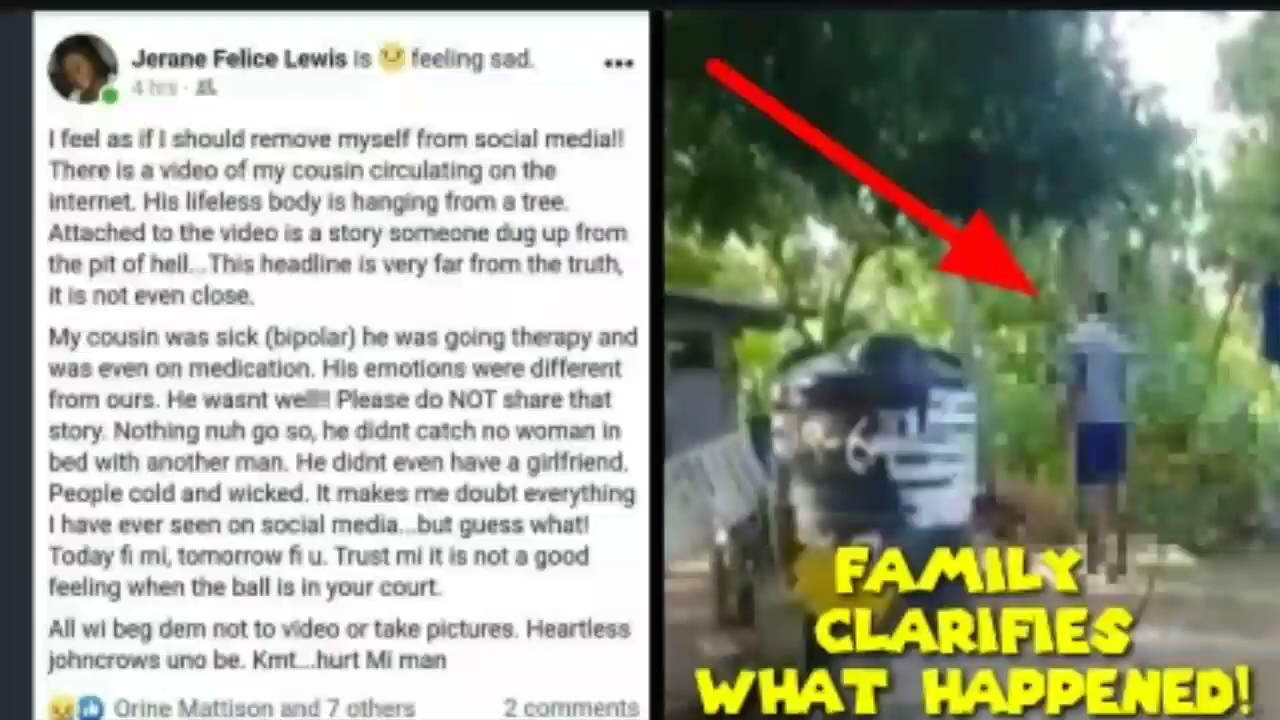 Jerane Felice Lewis is feeling sad.
4 hrs
I feel as if I should remove myself from social media!!
There is a video of my cousin circulating on the
internet. His lifeless body is hanging from a tree.
Attached to the video is a story someone dug up from
the pit of hell...This headline is very far from the truth,
it is not even close.
My cousin was sick (bipolar) he was going therapy and
was even on medication. His emotions were different
from ours. He wasnt well!! Please do NOT share that
story. Nothing nuh go so, he didnt catch no woman in
bed with another man. He didnt even have a girlfriend.
People cold and wicked. It makes me doubt everything
I have ever seen on social media...but guess what!
Today fi mi, tomorrow fi u. Trust mi it is not a good
feeling when the ball is in your court.
All wi beg dem not to video or take pictures. Heartless
johncrows uno be. Kmt...hurt Mi man
Orine Mattison and 7 others 2 comments
FAMILY
CLARIFIES
WHAT HAPPENED!